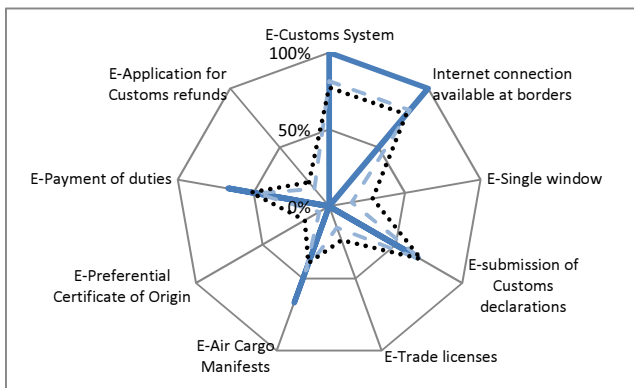 E-Customs System
100%
E-Application for
Customs refunds
Internet connection
available at borders
50%
E-Payment of duties
E-Single window
0%
E-Preferential
Certificate of Origin
E-submission of
Customs
declarations
E-Air Cargo
Manifests
E-Trade licenses